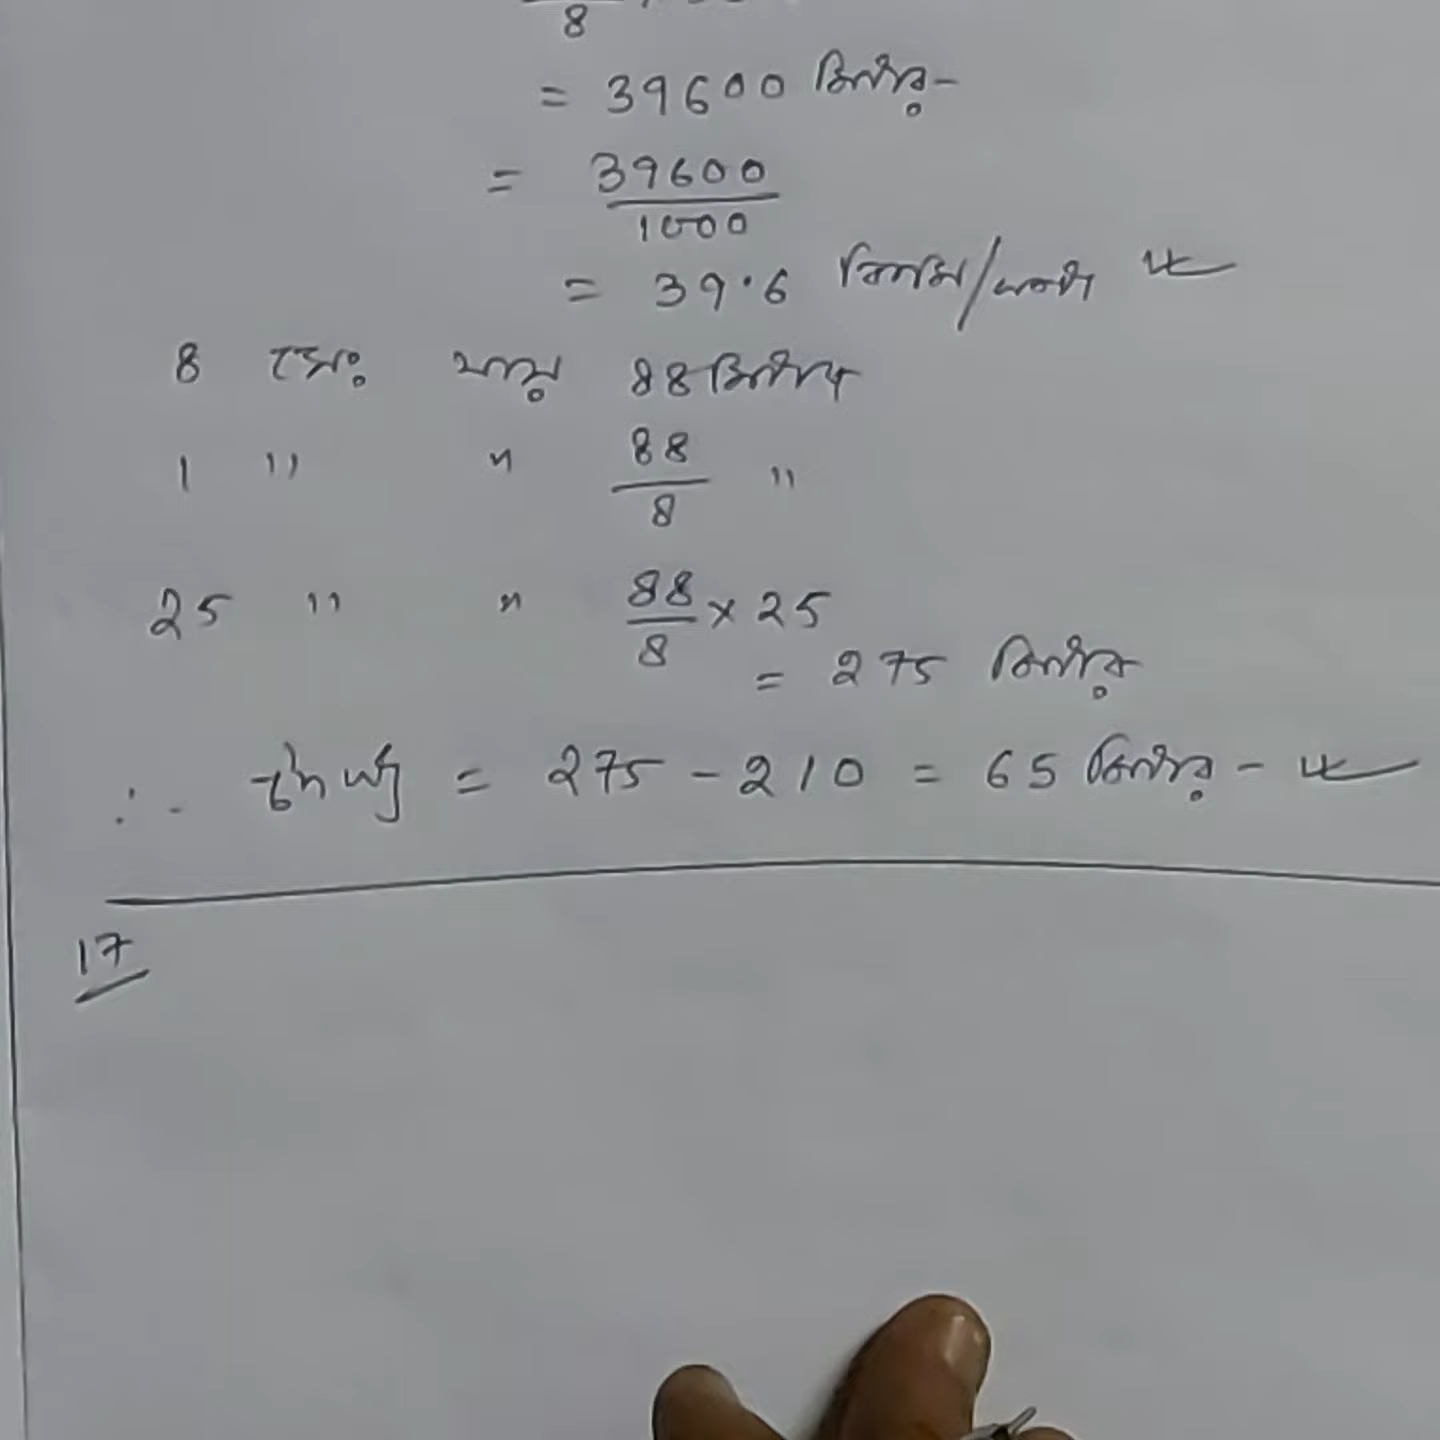 8
= 39600 মিটার
= 39600
1000
= 39.6 কিমি/ঘণ্টা
8 সেঃ যায় 88 মিটার
1 " " 88 "
8
25 " " 88 × 25
8
= 275 মিটার
∴ দৈর্ঘ্য = 275 - 210 = 65 মিটার -
17